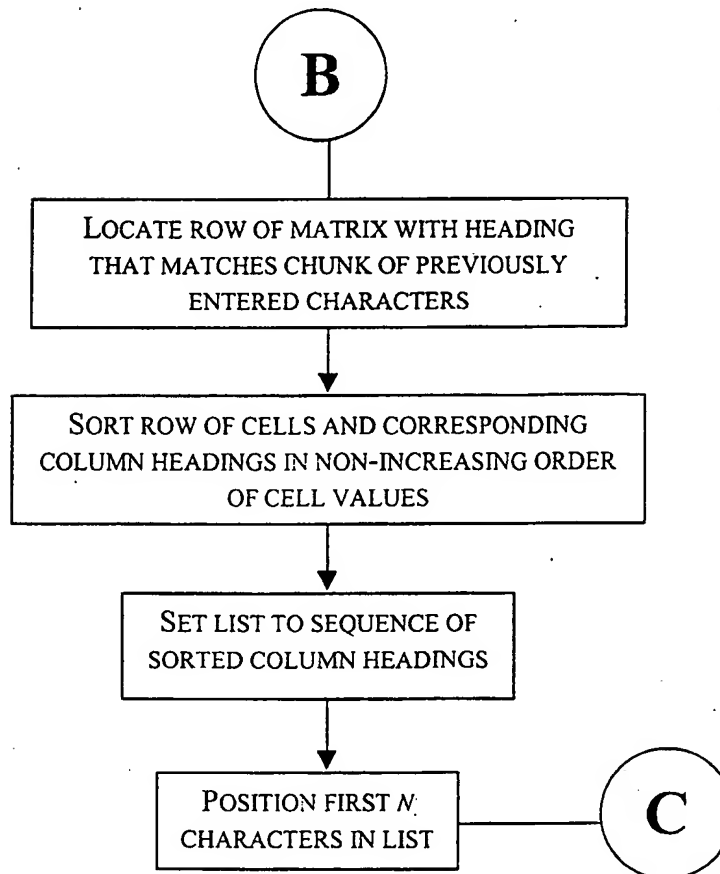 B
LOCATE ROW OF MATRIX WITH HEADING
THAT MATCHES CHUNK OF PREVIOUSLY
ENTERED CHARACTERS
SORT ROW OF CELLS AND CORRESPONDING
COLUMN HEADINGS IN NON-INCREASING ORDER
OF CELL VALUES
SET LIST TO SEQUENCE OF
SORTED COLUMN HEADINGS
POSITION FIRST N
CHARACTERS IN LIST
C